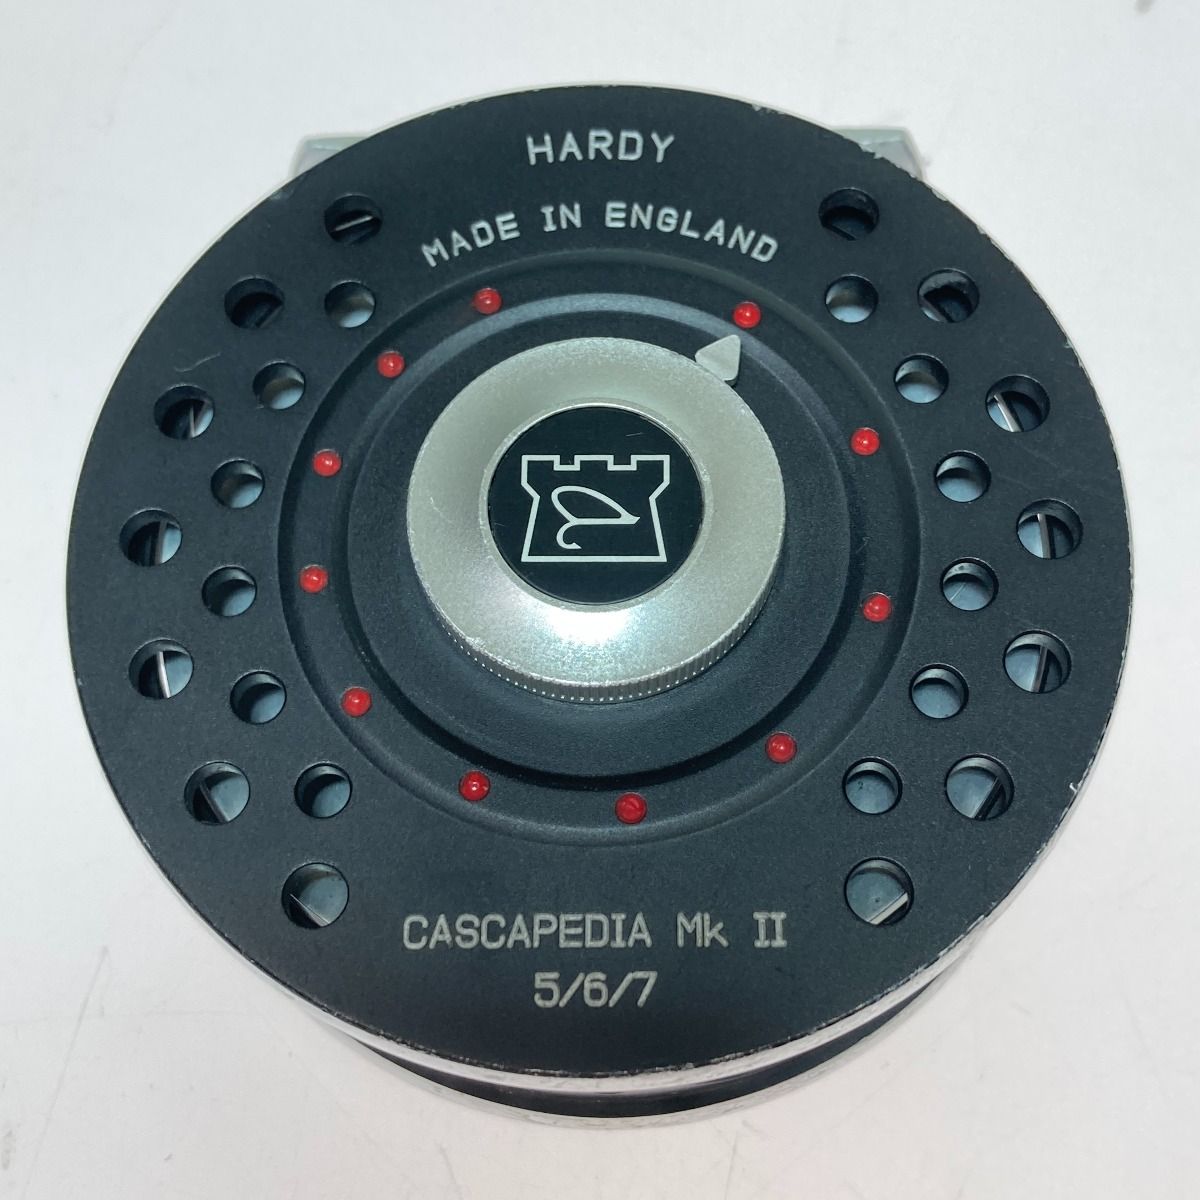 HARDY
MADE IN ENGLAND
CASCAPEDIA Mk II
5/6/7